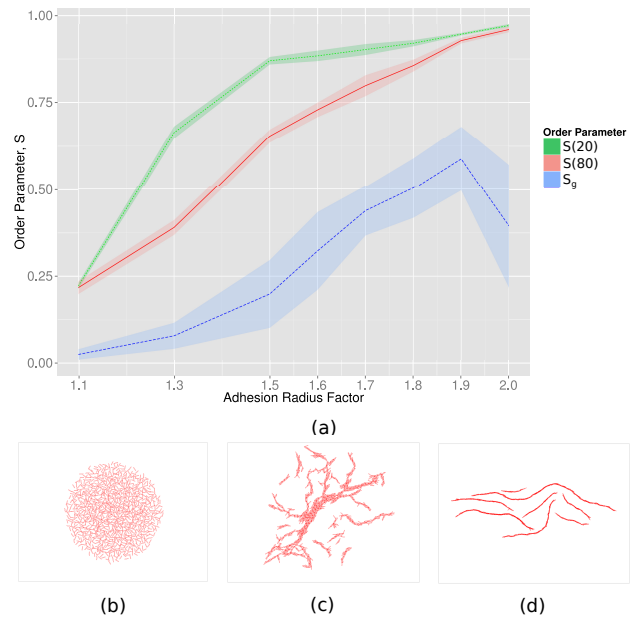 1.00
0.75
0.50
0.25
0.00
Order Parameter, S
1.1 1.3 1.5 1.6 1.7 1.8 1.9 2.0
Adhesion Radius Factor
Order Parameter
S(20)
S(80)
Sg
(a)
(b) (c) (d)